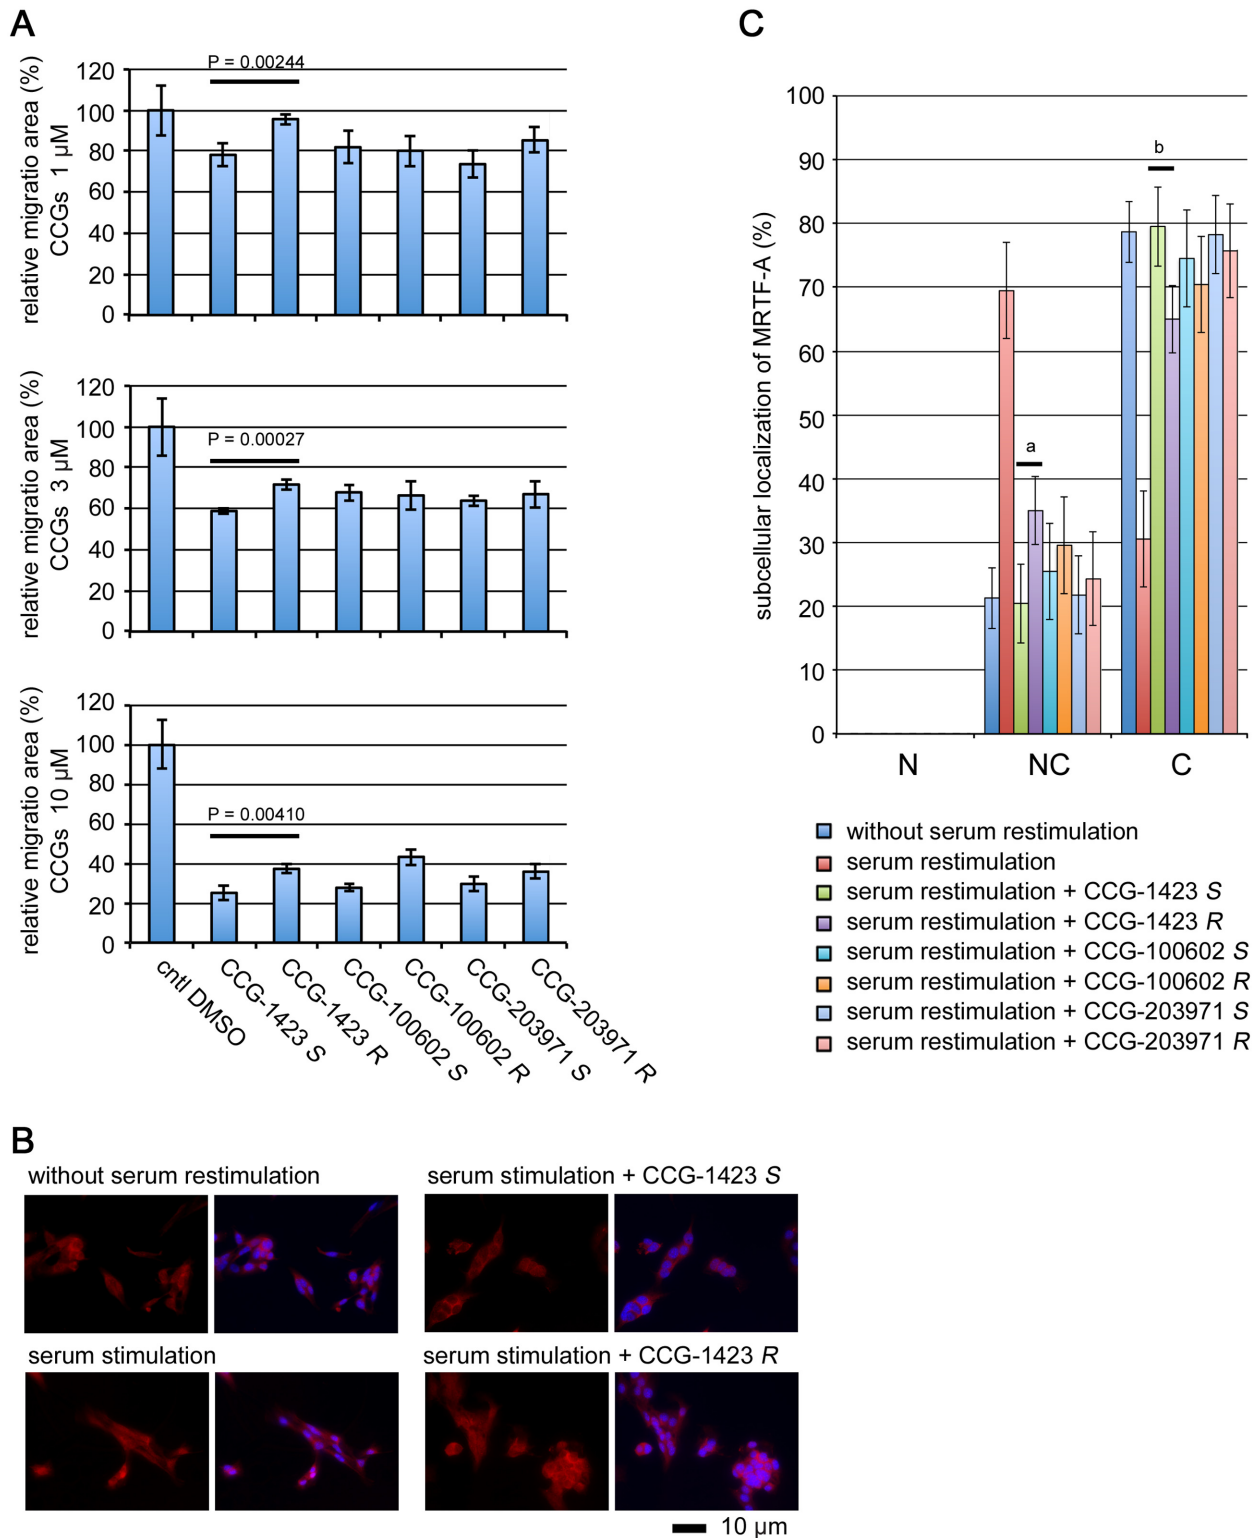 A
relative migratio area (%)
CCGs 1 µM
120
100
80
60
40
20
0
P = 0.00244
relative migratio area (%)
CCGs 3 µM
120
100
80
60
40
20
0
P = 0.00027
relative migratio area (%)
CCGs 10 µM
120
100
80
60
40
20
0
P = 0.00410
cntl DMSO
CCG-1423 S
CCG-1423 R
CCG-100602 S
CCG-100602 R
CCG-203971 S
CCG-203971 R
C
subcellular localization of MRTF-A (%)
100
90
80
70
60
50
40
30
20
10
0
a
b
N
NC
C
without serum restimulation
serum restimulation
serum restimulation + CCG-1423 S
serum restimulation + CCG-1423 R
serum restimulation + CCG-100602 S
serum restimulation + CCG-100602 R
serum restimulation + CCG-203971 S
serum restimulation + CCG-203971 R
B
without serum restimulation
serum stimulation + CCG-1423 S
serum stimulation
serum stimulation + CCG-1423 R
10 µm